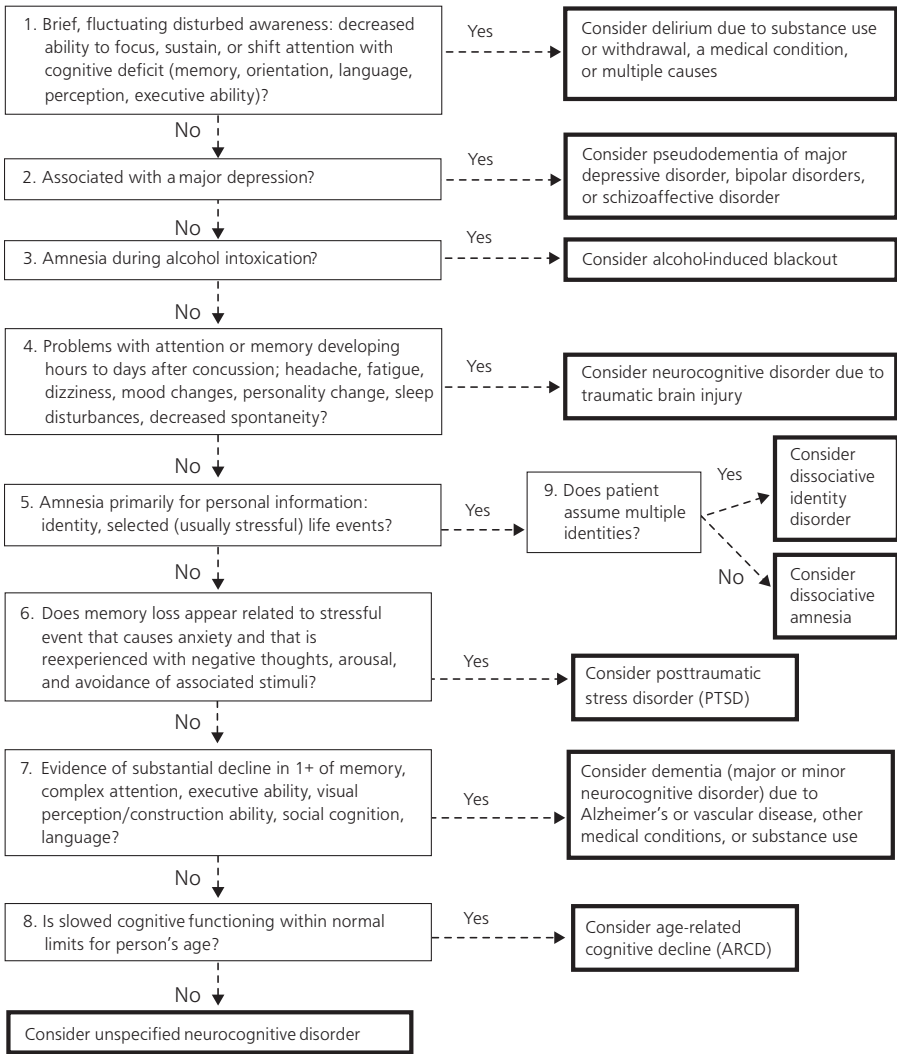 1. Brief, fluctuating disturbed awareness: decreased
ability to focus, sustain, or shift attention with
cognitive deficit (memory, orientation, language,
perception, executive ability)?
Yes
Consider delirium due to substance use
or withdrawal, a medical condition,
or multiple causes
No
2. Associated with a major depression?
Yes
Consider pseudodementia of major
depressive disorder, bipolar disorders,
or schizoaffective disorder
No
3. Amnesia during alcohol intoxication?
Yes
Consider alcohol-induced blackout
No
4. Problems with attention or memory developing
hours to days after concussion; headache, fatigue,
dizziness, mood changes, personality change, sleep
disturbances, decreased spontaneity?
Yes
Consider neurocognitive disorder due to
traumatic brain injury
No
5. Amnesia primarily for personal information:
identity, selected (usually stressful) life events?
Yes
9. Does patient
assume multiple
identities?
Yes
Consider
dissociative
identity
disorder
No
Consider
dissociative
amnesia
No
6. Does memory loss appear related to stressful
event that causes anxiety and that is
reexperienced with negative thoughts, arousal,
and avoidance of associated stimuli?
Yes
Consider posttraumatic
stress disorder (PTSD)
No
7. Evidence of substantial decline in 1+ of memory,
complex attention, executive ability, visual
perception/construction ability, social cognition,
language?
Yes
Consider dementia (major or minor
neurocognitive disorder) due to
Alzheimer's or vascular disease, other
medical conditions, or substance use
No
8. Is slowed cognitive functioning within normal
limits for person's age?
Yes
Consider age-related
cognitive decline (ARCD)
No
Consider unspecified neurocognitive disorder